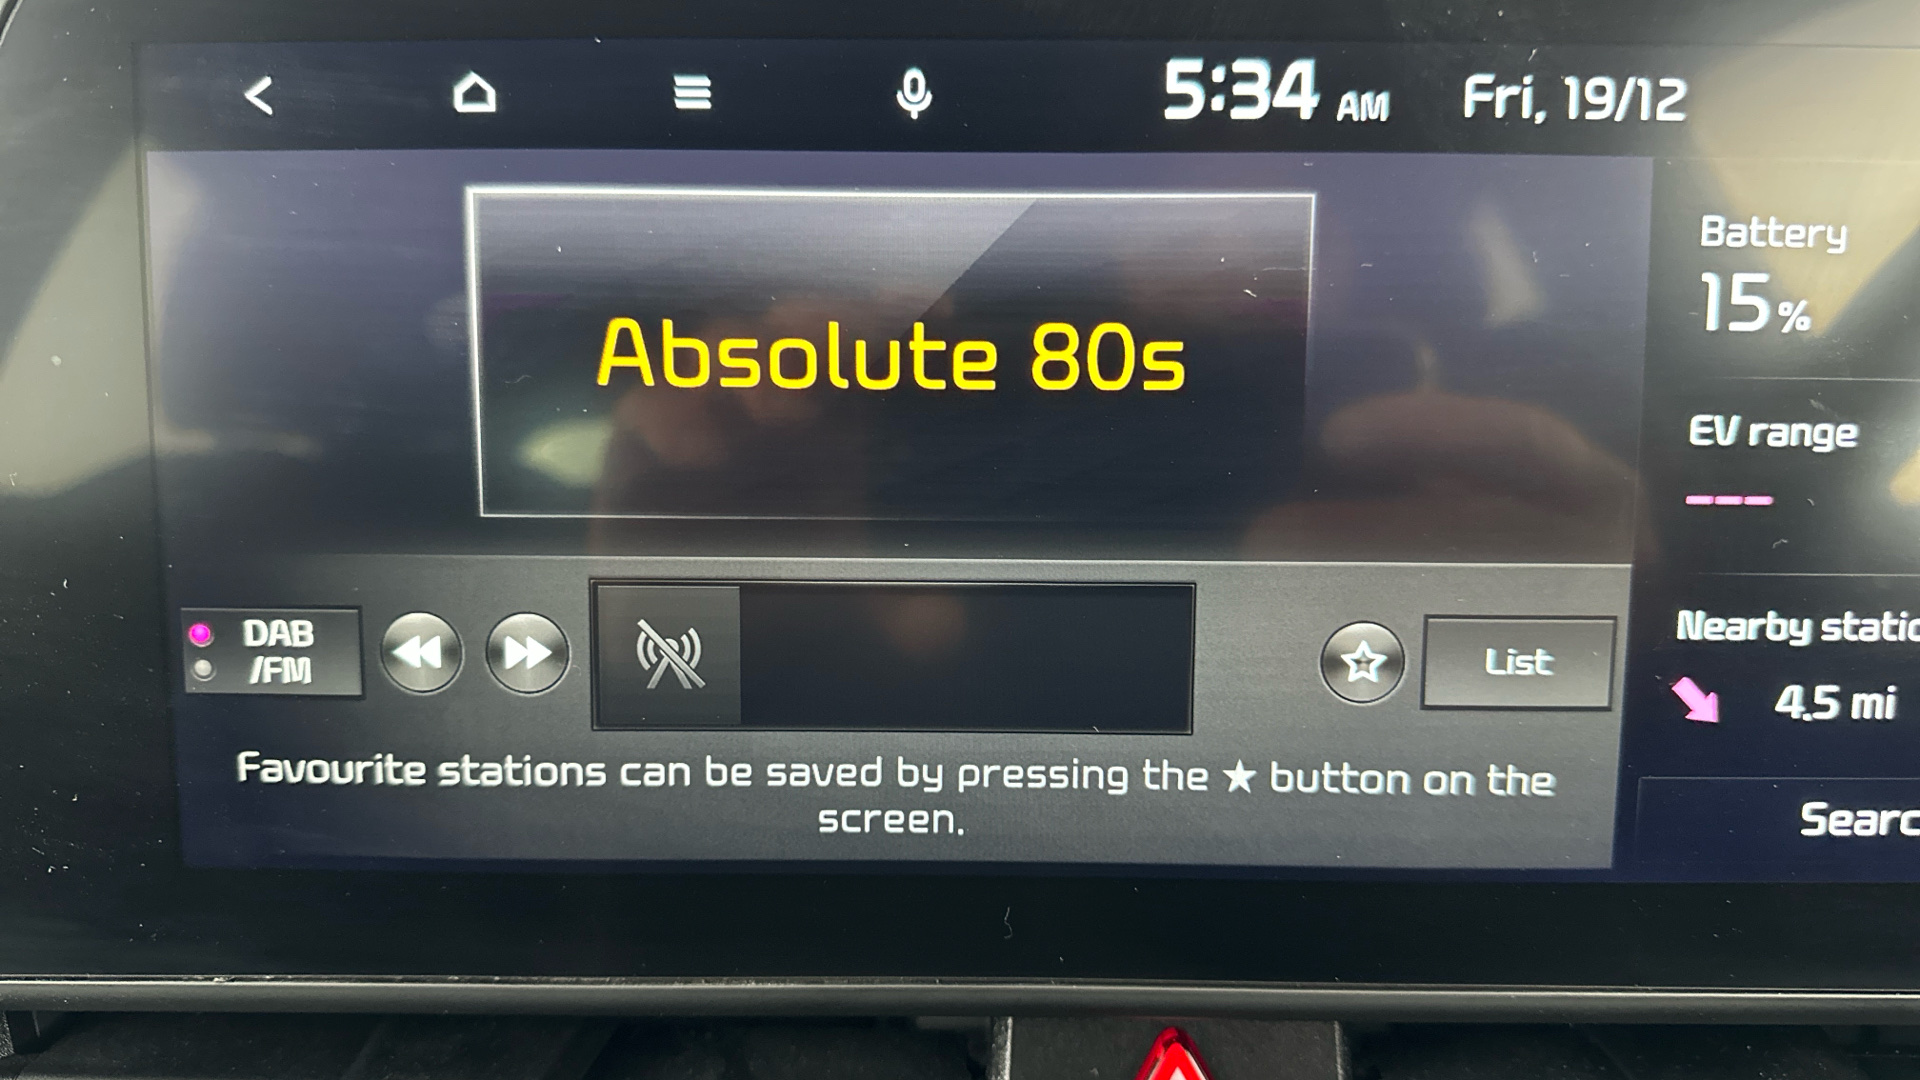 5:34 AM Fri, 19/12
Absolute 80s
Battery
15%
EV range
---
DAB
/FM
List
Nearby
4.5 mi
Favourite stations can be saved by pressing the ★ button on the
screen.